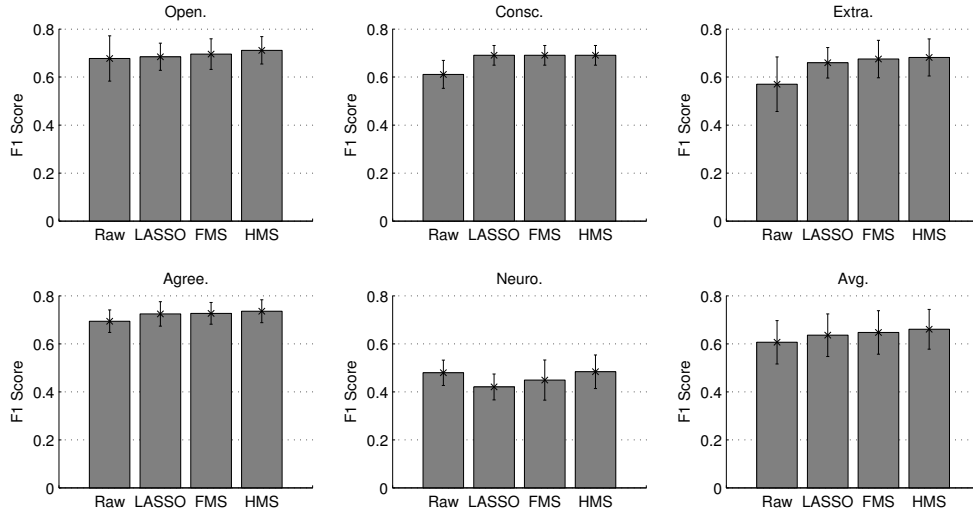 Open.
0.8
0.6
0.4
0.2
0
F1 Score
Raw LASSO FMS HMS
Consc.
0.8
0.6
0.4
0.2
0
F1 Score
Raw LASSO FMS HMS
Extra.
0.8
0.6
0.4
0.2
0
F1 Score
Raw LASSO FMS HMS
Agree.
0.8
0.6
0.4
0.2
0
F1 Score
Raw LASSO FMS HMS
Neuro.
0.8
0.6
0.4
0.2
0
F1 Score
Raw LASSO FMS HMS
Avg.
0.8
0.6
0.4
0.2
0
F1 Score
Raw LASSO FMS HMS